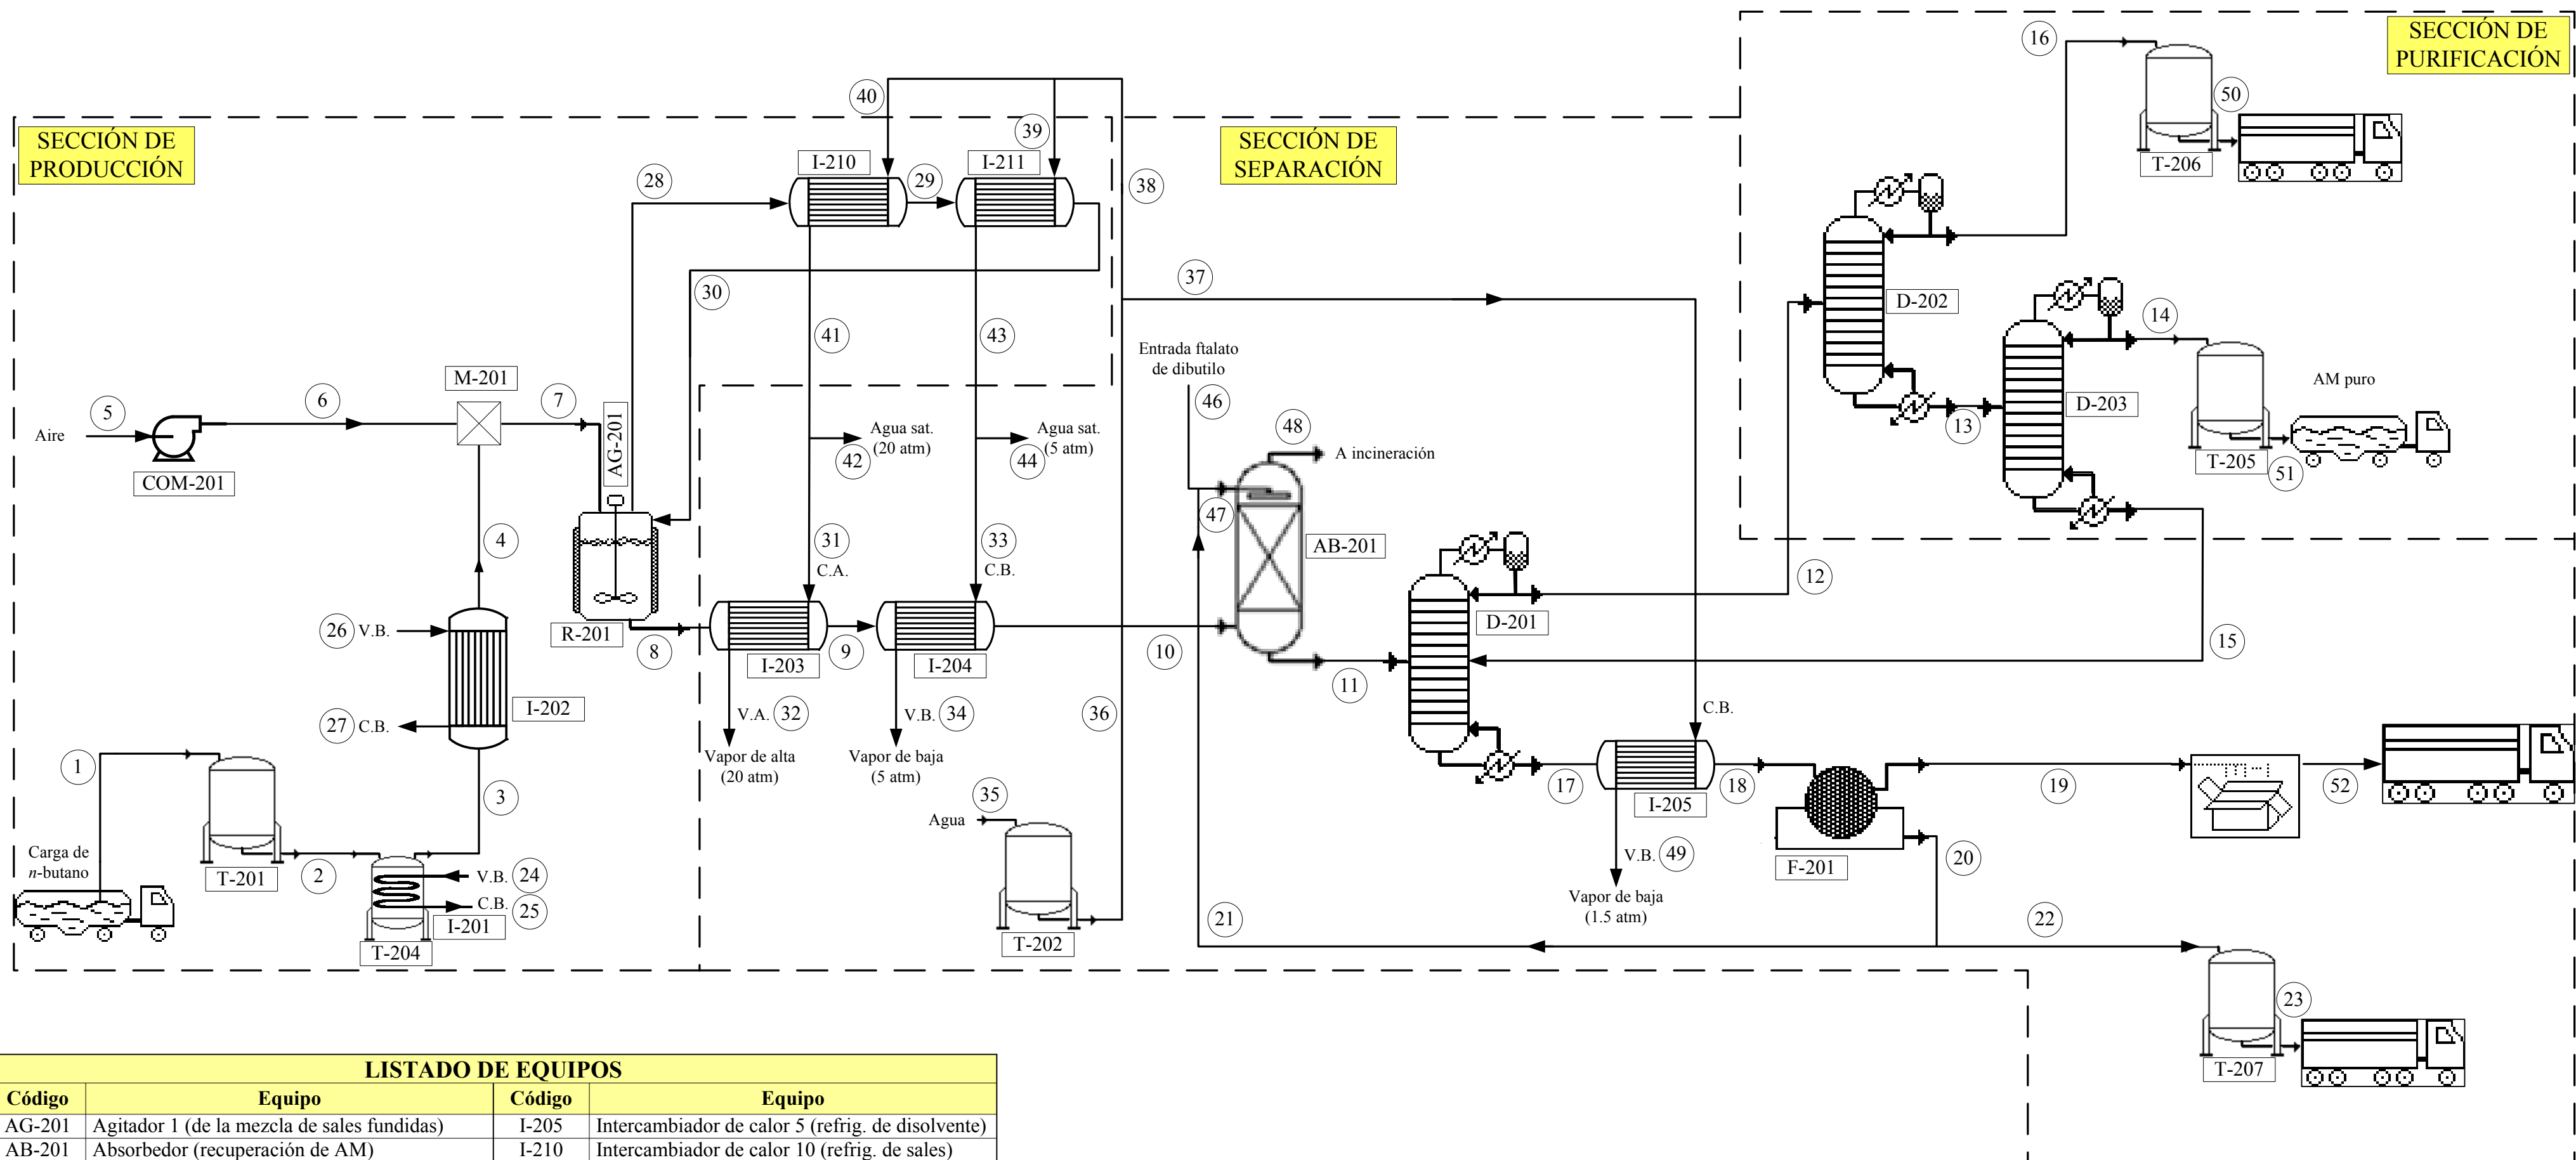 SECCIÓN DE
PURIFICACIÓN
16
50
T-206
SECCIÓN DE
PRODUCCIÓN
SECCIÓN DE
SEPARACIÓN
40
39
I-210
I-211
28
29
38
37
30
41
43
D-202
14
AM puro
D-203
13
T-205
51
Entrada ftalato
de dibutilo
46
48
A incineración
47
AB-201
M-201
5
6
7
Aire
COM-201
AG-201
Agua sat.
(20 atm)
42
Agua sat.
(5 atm)
44
4
31
C.A.
33
C.B.
12
D-201
15
26
V.B.
R-201
8
I-203
9
I-204
10
11
27
C.B.
I-202
V.A.
32
V.B.
34
36
C.B.
Vapor de alta
(20 atm)
Vapor de baja
(5 atm)
1
3
35
Agua
17
I-205
18
19
52
Carga de
n-butano
T-201
2
V.B.
24
C.B.
25
I-201
T-204
T-202
V.B.
49
Vapor de baja
(1.5 atm)
F-201
20
21
22
23
T-207
LISTADO DE EQUIPOS
Código Equipo Código Equipo
AG-201 Agitador 1 (de la mezcla de sales fundidas) I-205 Intercambiador de calor 5 (refrig. de disolvente)
AB-201 Absorbedor (recuperación de AM) I-210 Intercambiador de calor 10 (refrig. de sales)